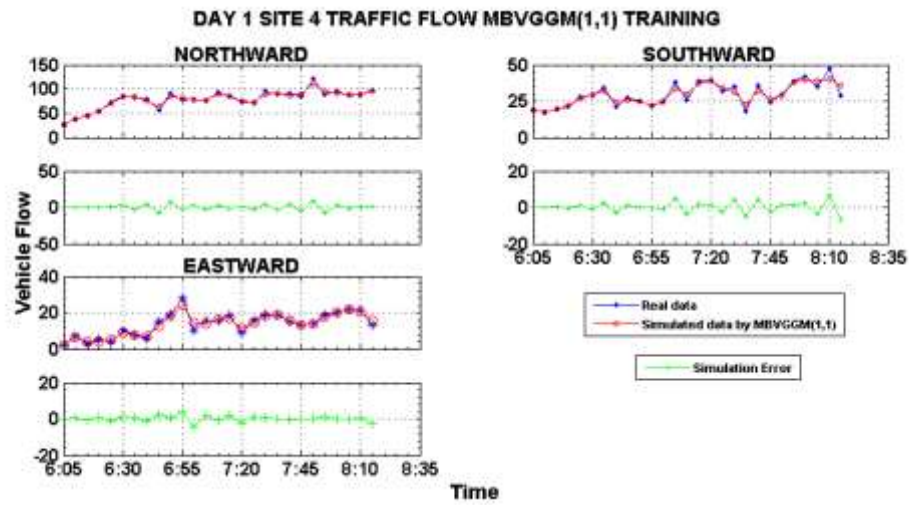 DAY 1 SITE 4 TRAFFIC FLOW MBVGGM(1,1) TRAINING
NORTHWARD
150
100
50
0
50
0
-50
EASTWARD
40
20
0
20
0
-20
6:05 6:30 6:55 7:20 7:45 8:10 8:35
Vehicle Flow
SOUTHWARD
50
25
0
20
0
-20
6:05 6:30 6:55 7:20 7:45 8:10 8:35
Real data
Simulated data by MBVGGM(1,1)
Simulation Error
Time